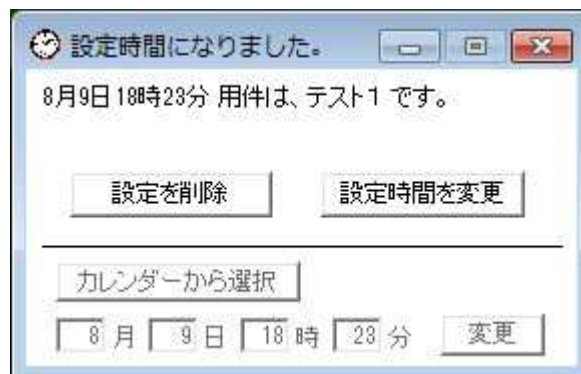 設定時間になりました。
8月9日18時23分 用件は、テスト1 です。
設定を削除 設定時間を変更
カレンダーから選択
8 月 9 日 18 時 23 分 変更